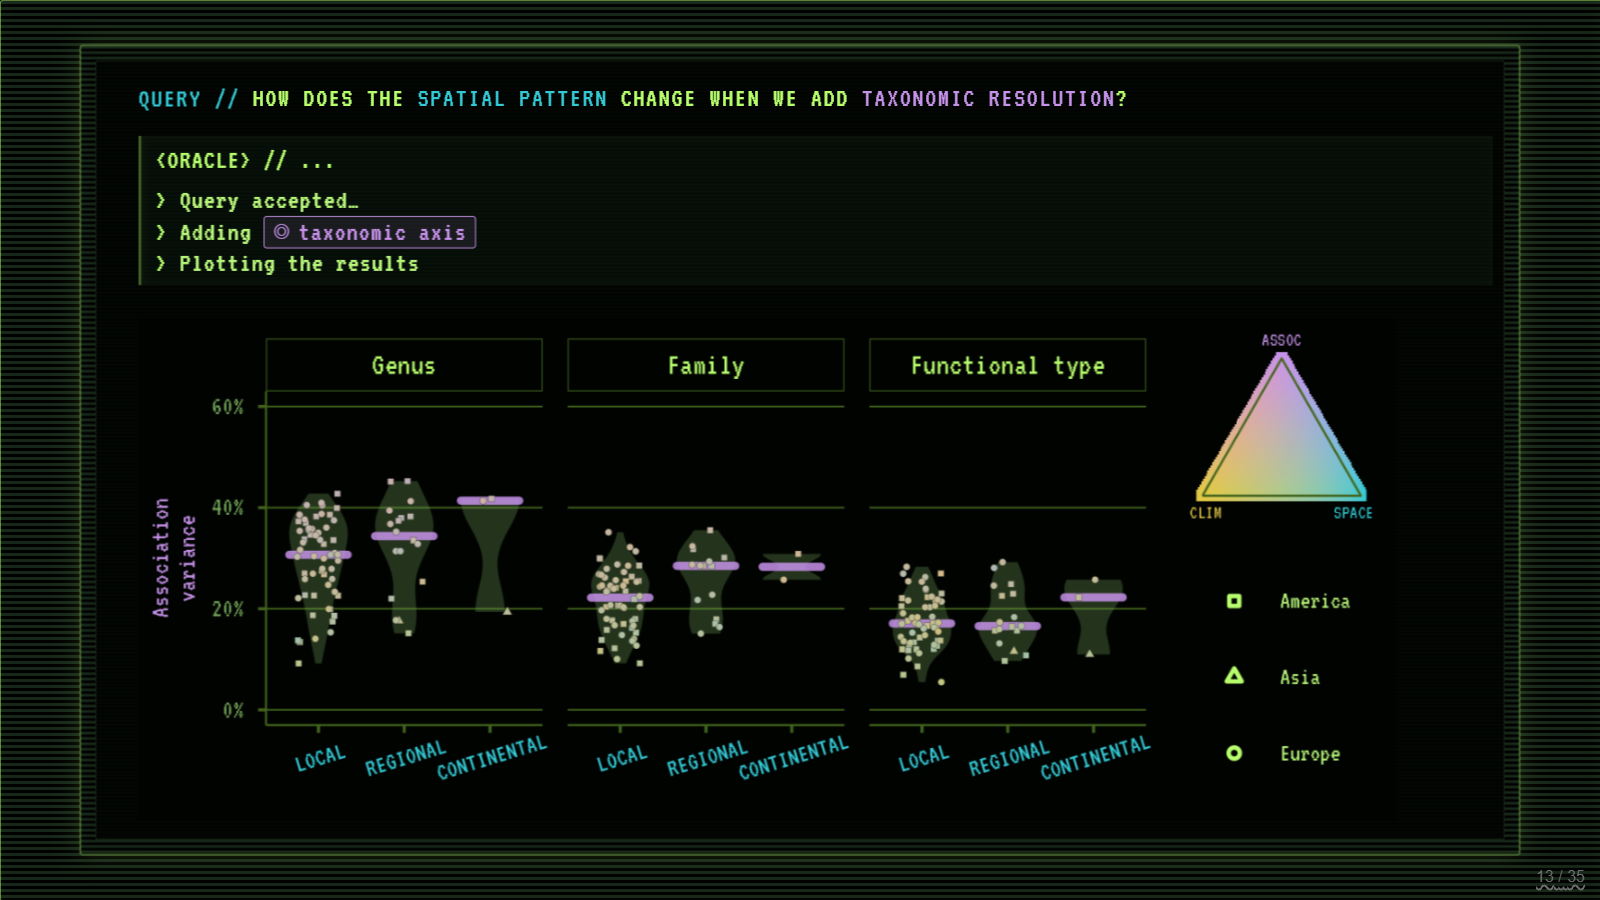 QUERY // HOW DOES THE SPATIAL PATTERN CHANGE WHEN WE ADD TAXONOMIC RESOLUTION?
<ORACLE> // ...
> Query accepted…
> Adding ◎ taxonomic axis
> Plotting the results
Genus
Family
Functional type
60%
40%
20%
0%
Association
variance
LOCAL
REGIONAL
CONTINENTAL
LOCAL
REGIONAL
CONTINENTAL
LOCAL
REGIONAL
CONTINENTAL
ASSOC
CLIM
SPACE
America
Asia
Europe
13 / 35